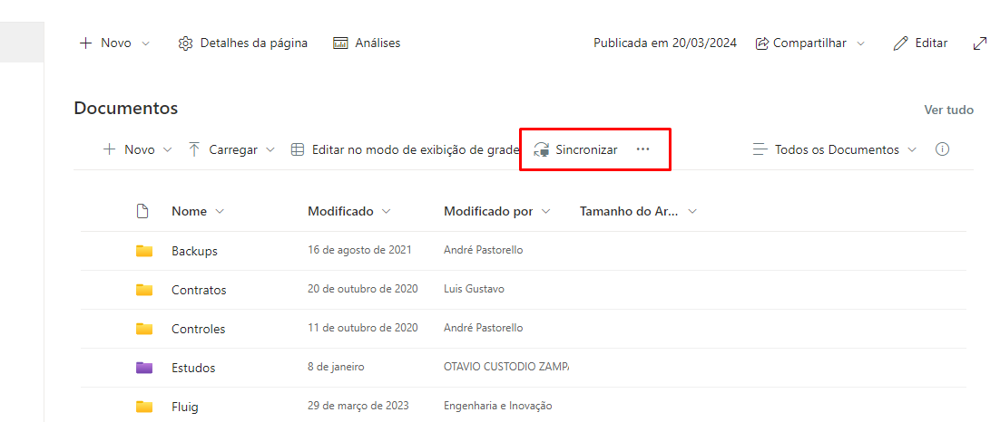 Novo Detalhes da página Análises Publicada em 20/03/2024 Compartilhar Editar
Documentos Ver tudo
Novo Carregar Editar no modo de exibição de grade Sincronizar ... Todos os Documentos
Nome Modificado Modificado por Tamanho do Ar...
Backups 16 de agosto de 2021 André Pastorello
Contratos 20 de outubro de 2020 Luis Gustavo
Controles 11 de outubro de 2020 André Pastorello
Estudos 8 de janeiro OTAVIO CUSTODIO ZAMPA
Fluig 29 de março de 2023 Engenharia e Inovação